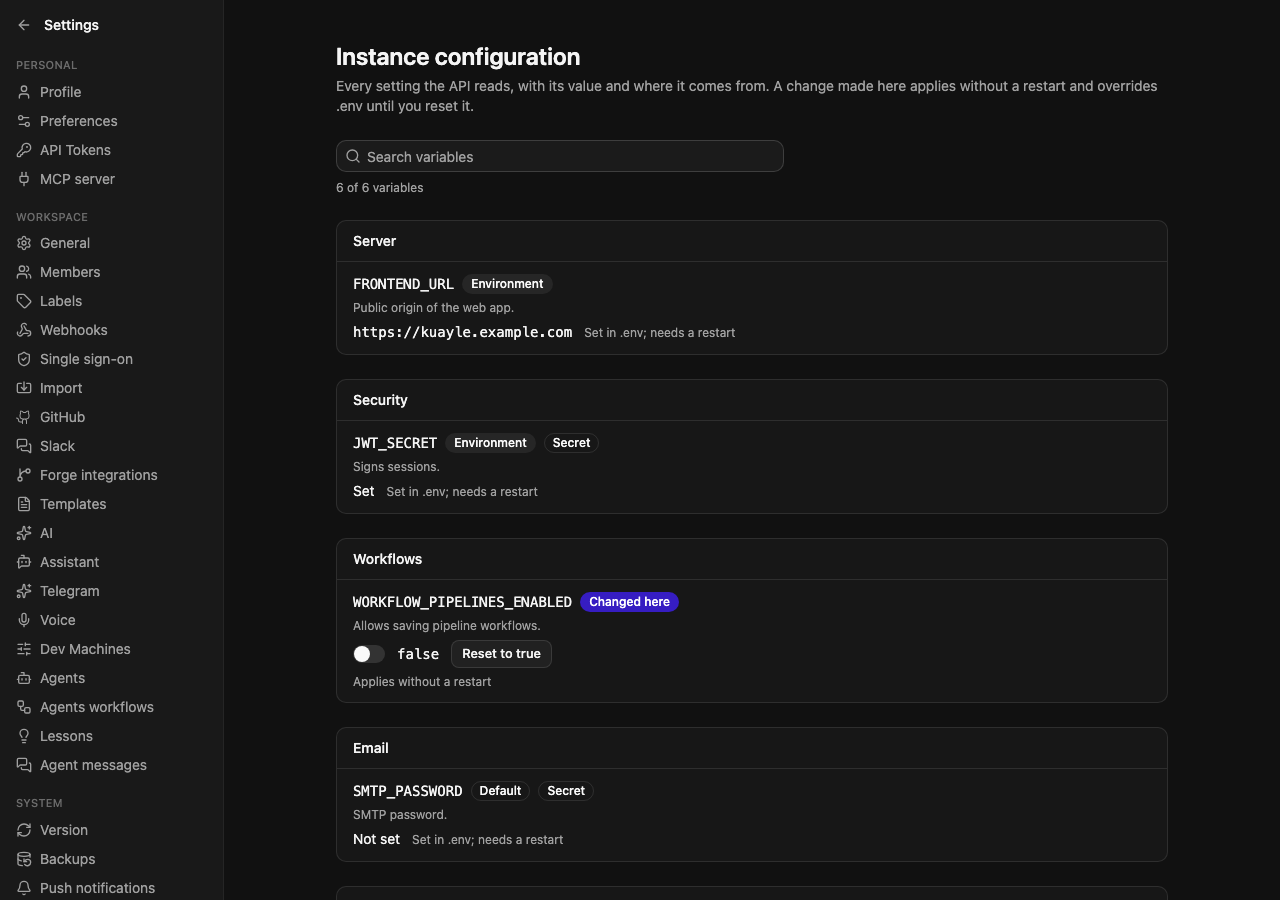 Settings
PERSONAL
Profile
Preferences
API Tokens
MCP server
WORKSPACE
General
Members
Labels
Webhooks
Single sign-on
Import
GitHub
Slack
Forge integrations
Templates
AI
Assistant
Telegram
Voice
Dev Machines
Agents
Agents workflows
Lessons
Agent messages
SYSTEM
Version
Backups
Push notifications
Instance configuration
Every setting the API reads, with its value and where it comes from. A change made here applies without a restart and overrides
.env until you reset it.
Search variables
6 of 6 variables
Server
FRONTEND_URL Environment
Public origin of the web app.
https://kuayle.example.com Set in .env; needs a restart
Security
JWT_SECRET Environment Secret
Signs sessions.
Set Set in .env; needs a restart
Workflows
WORKFLOW_PIPELINES_ENABLED Changed here
Allows saving pipeline workflows.
false Reset to true
Applies without a restart
Email
SMTP_PASSWORD Default Secret
SMTP password.
Not set Set in .env; needs a restart